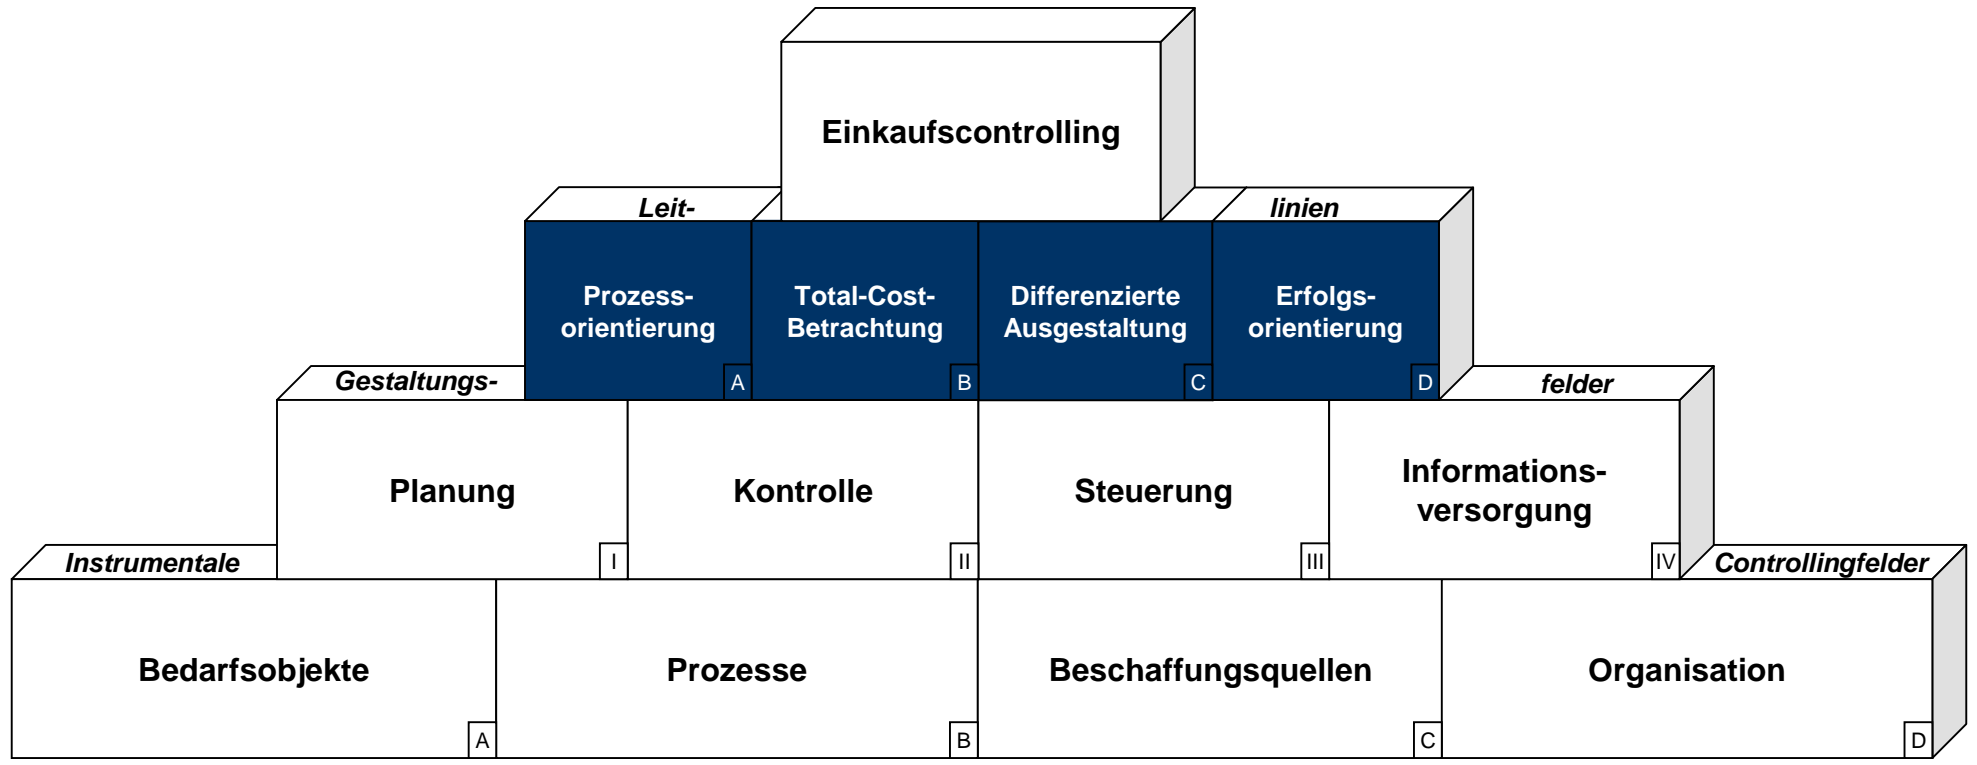 Einkaufscontrolling
Leit-
linien
Prozess-
orientierung
A
Total-Cost-
Betrachtung
B
Differenzierte
Ausgestaltung
C
Erfolgs-
orientierung
D
Gestaltungs-
felder
Planung
I
Kontrolle
II
Steuerung
III
Informations-
versorgung
IV
Instrumentale
Controllingfelder
Bedarfsobjekte
A
Prozesse
B
Beschaffungsquellen
C
Organisation
D